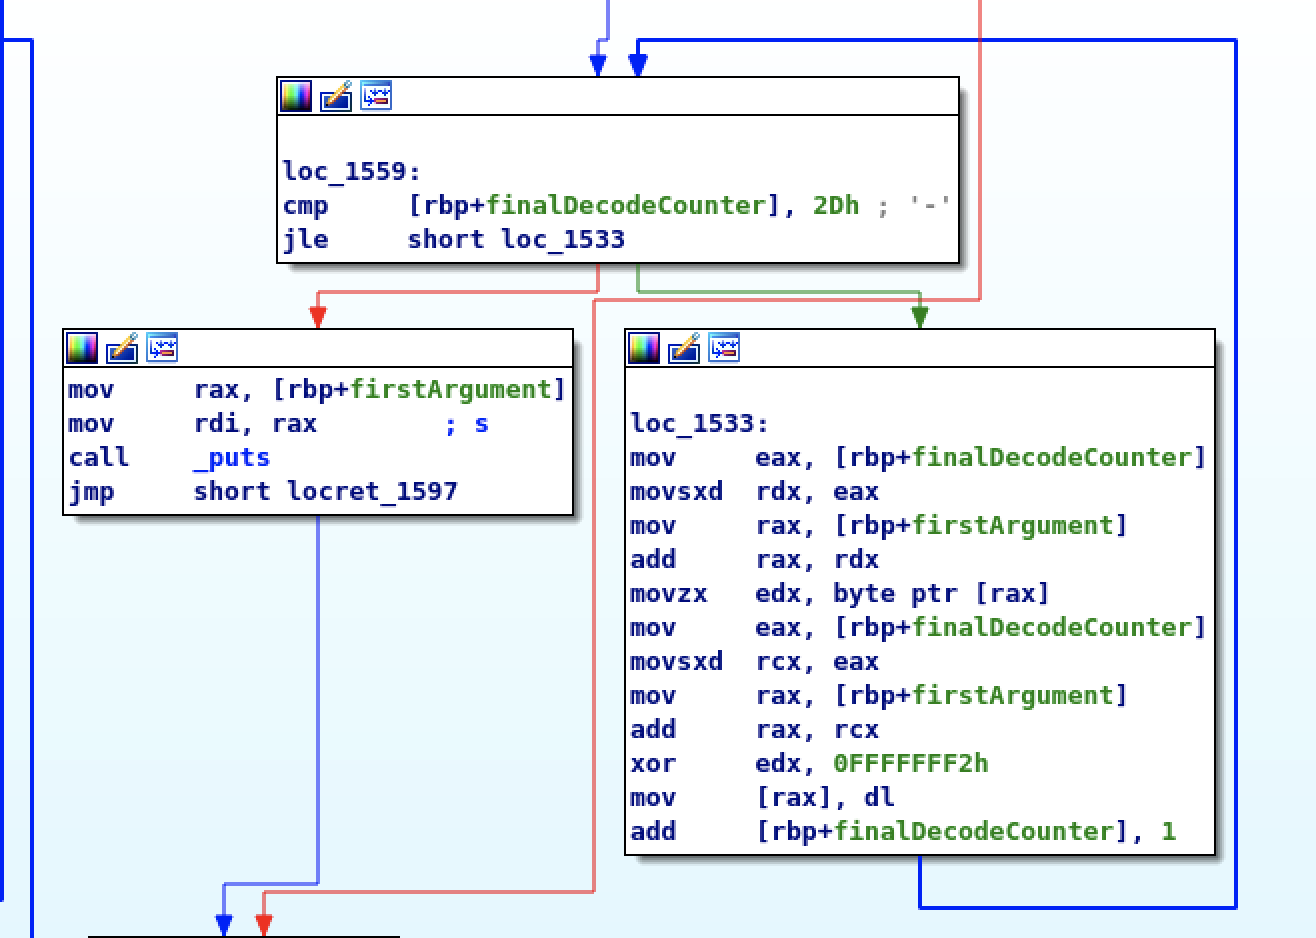 loc_1559:
cmp [rbp+finalDecodeCounter], 2Dh ; '-'
jle short loc_1533
mov rax, [rbp+firstArgument]
mov rdi, rax ; s
call _puts
jmp short locret_1597
loc_1533:
mov eax, [rbp+finalDecodeCounter]
movsxd rdx, eax
mov rax, [rbp+firstArgument]
add rax, rdx
movzx edx, byte ptr [rax]
mov eax, [rbp+finalDecodeCounter]
movsxd rcx, eax
mov rax, [rbp+firstArgument]
add rax, rcx
xor edx, 0FFFFFFF2h
mov [rax], dl
add [rbp+finalDecodeCounter], 1